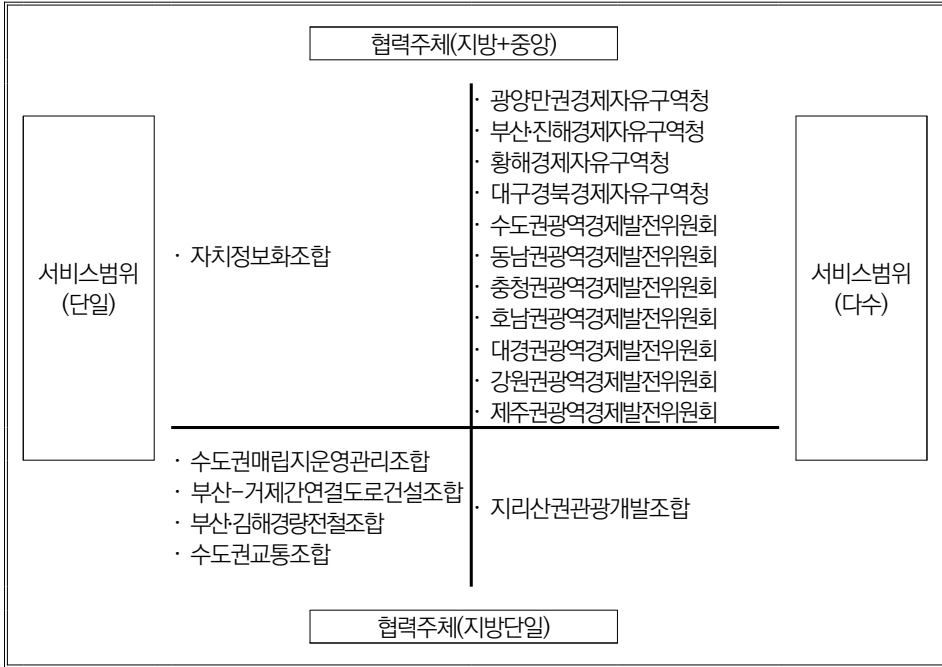 협력주체(지방+중앙)
서비스범위
(단일)
· 자치정보화조합
· 광양만권경제자유구역청
· 부산·진해경제자유구역청
· 황해경제자유구역청
· 대구경북경제자유구역청
· 수도권광역경제발전위원회
· 동남권광역경제발전위원회
· 충청권광역경제발전위원회
· 호남권광역경제발전위원회
· 대경권광역경제발전위원회
· 강원권광역경제발전위원회
· 제주권광역경제발전위원회
서비스범위
(다수)
· 수도권매립지운영관리조합
· 부산-거제간연결도로건설조합
· 부산·김해경량전철조합
· 수도권교통조합
· 지리산권관광개발조합
협력주체(지방단일)